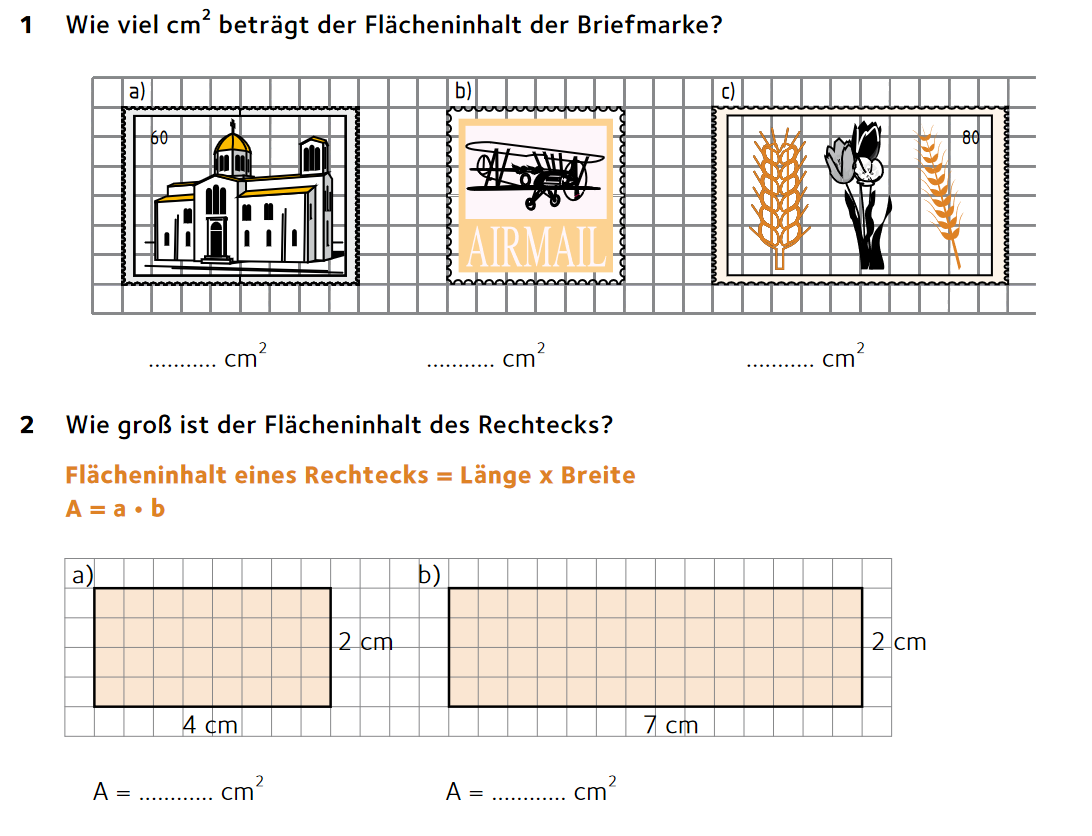 1 Wie viel cm² beträgt der Flächeninhalt der Briefmarke?
a) b) c)
60 80
AIRMAIL
........... cm² ........... cm² ........... cm²
2 Wie groß ist der Flächeninhalt des Rechtecks?
Flächeninhalt eines Rechtecks = Länge x Breite
A = a • b
a) b)
2 cm 2 cm
4 cm 7 cm
A = ............ cm² A = ............ cm²